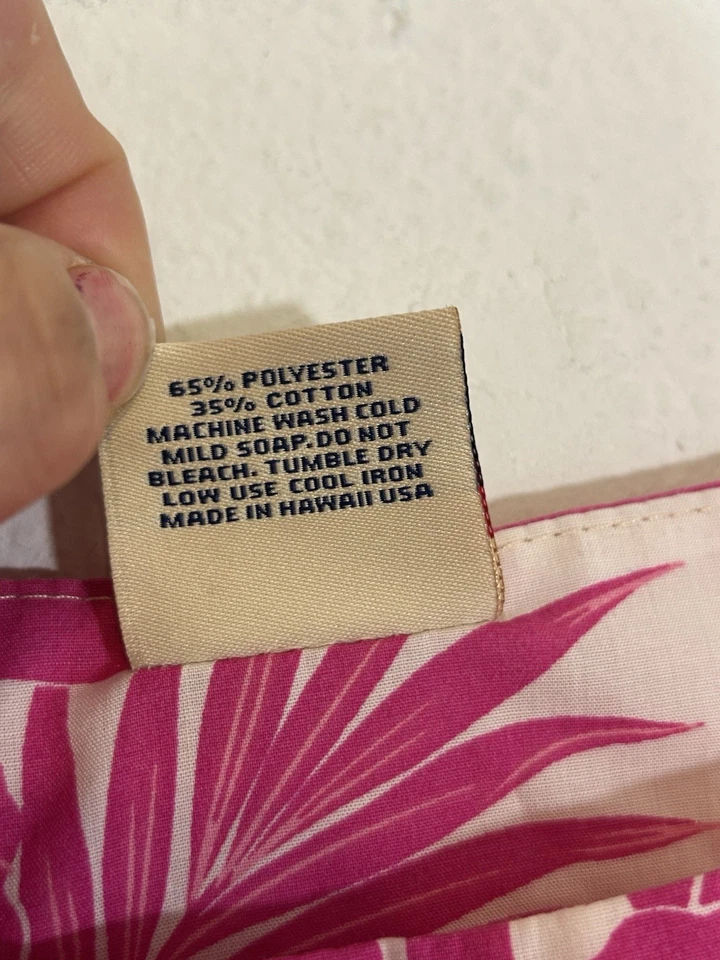 65% POLYESTER
35% COTTON
MACHINE WASH COLD
MILD SOAP.DO NOT
BLEACH. TUMBLE DRY
LOW USE COOL IRON
MADE IN HAWAII USA